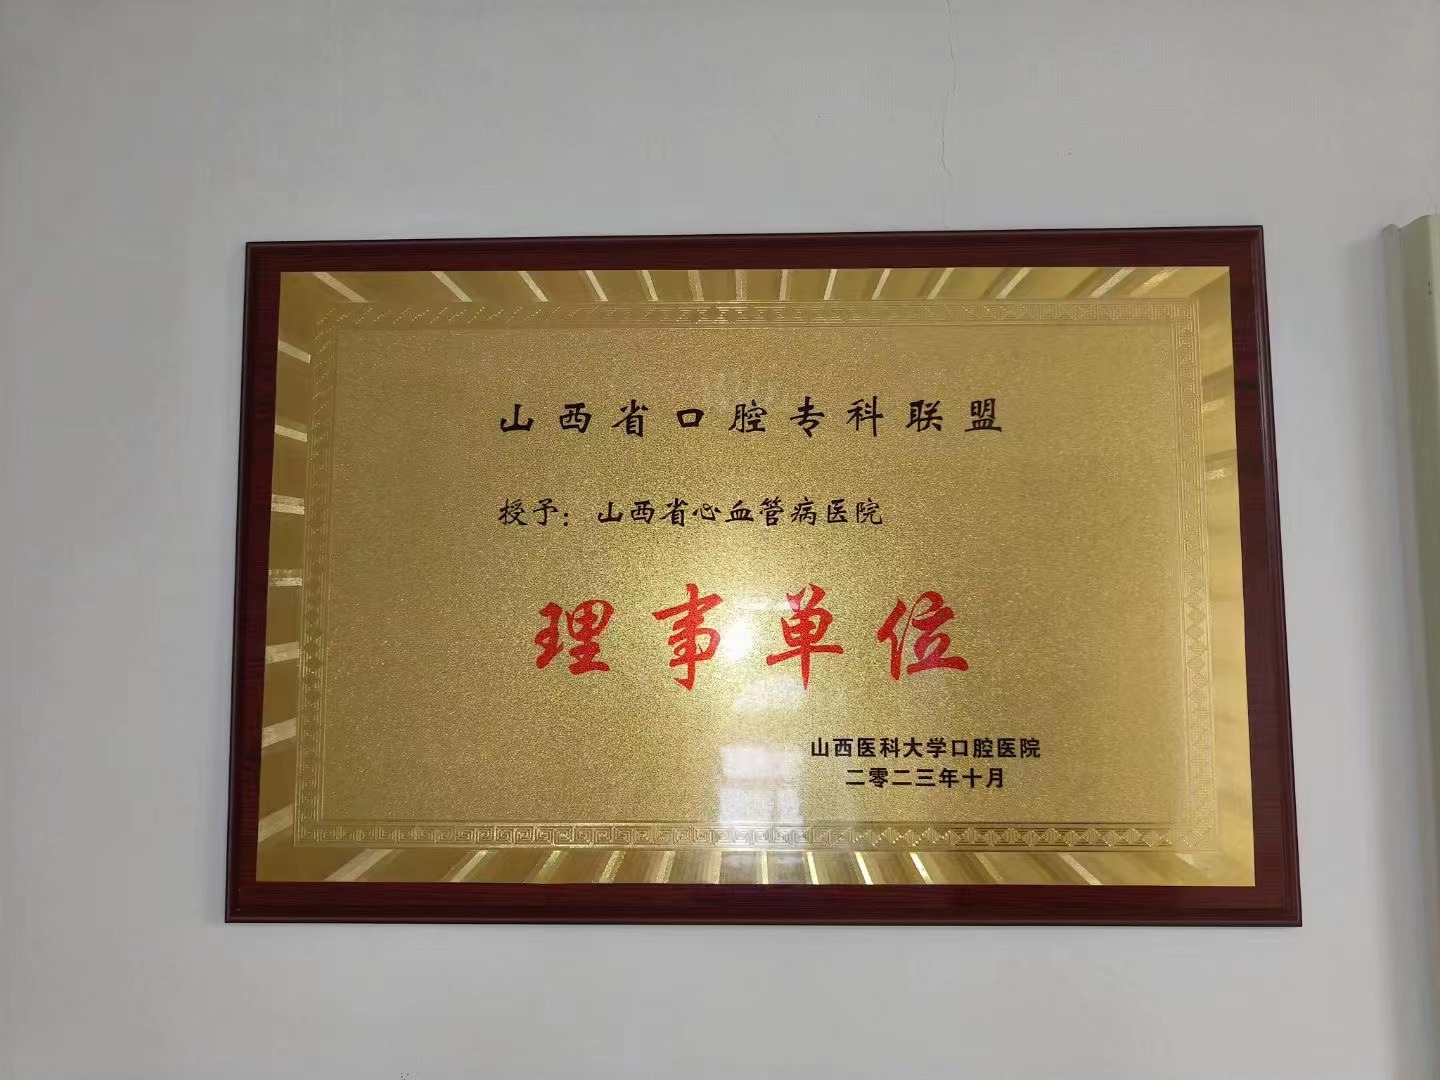 山西省口腔专科联盟
授予：山西省心血管病医院
理事单位
山西医科大学口腔医院
二零二三年十月